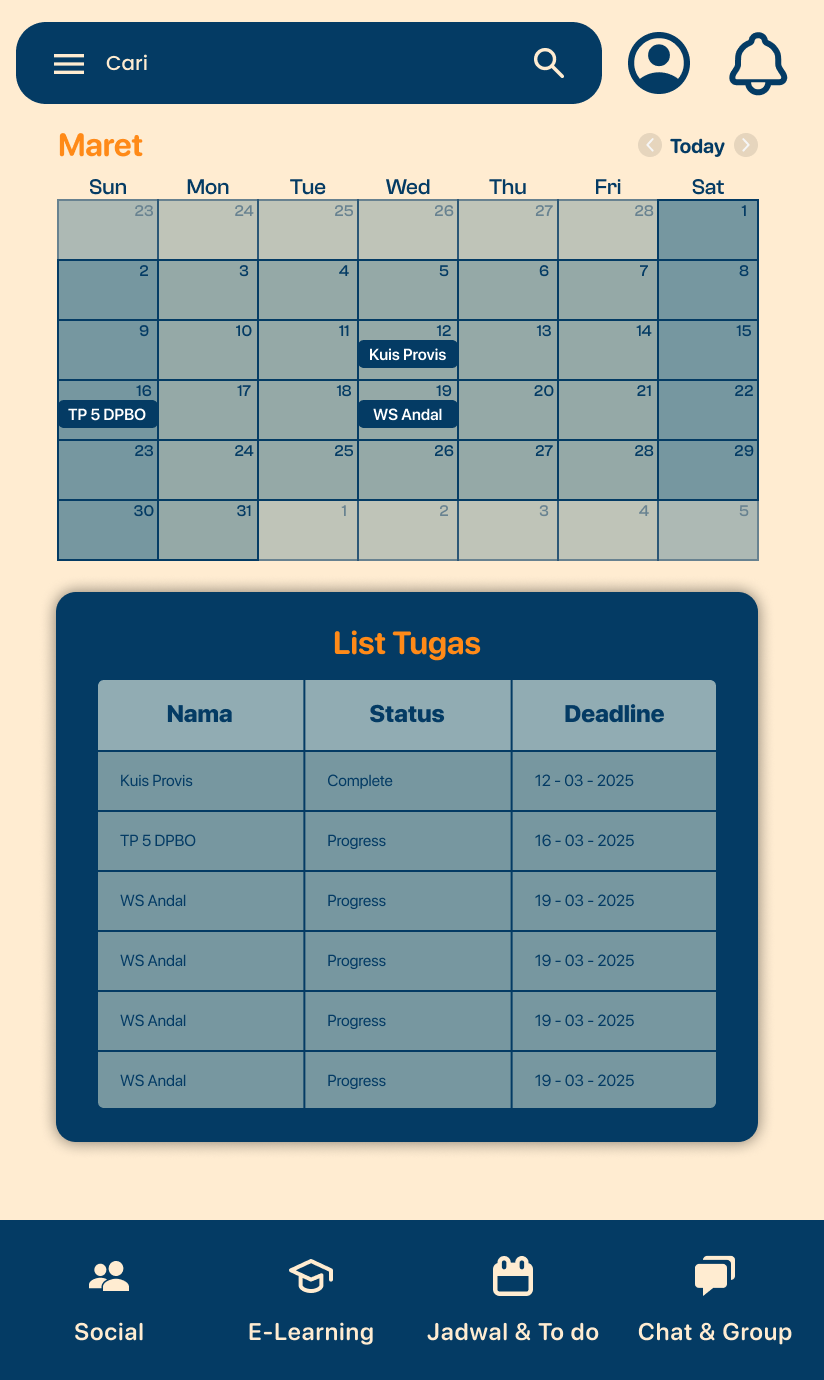 Cari
Maret
Today
Sun Mon Tue Wed Thu Fri Sat
23 24 25 26 27 28 1
2 3 4 5 6 7 8
9 10 11 12 13 14 15
Kuis Provis
16 17 18 19 20 21 22
TP 5 DPBO WS Andal
23 24 25 26 27 28 29
30 31 1 2 3 4 5
List Tugas
Nama Status Deadline
Kuis Provis Complete 12 - 03 - 2025
TP 5 DPBO Progress 16 - 03 - 2025
WS Andal Progress 19 - 03 - 2025
WS Andal Progress 19 - 03 - 2025
WS Andal Progress 19 - 03 - 2025
WS Andal Progress 19 - 03 - 2025
Social E-Learning Jadwal & To do Chat & Group